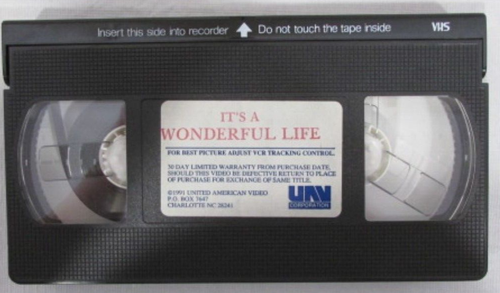 Insert this side into recorder Do not touch the tape inside VHS
IT'S A
WONDERFUL LIFE
FOR BEST PICTURE ADJUST VCR TRACKING CONTROL.
30 DAY LIMITED WARRANTY FROM PURCHASE DATE.
SHOULD THIS VIDEO BE DEFECTIVE RETURN TO PLACE
OF PURCHASE FOR EXCHANGE OF SAME TITLE.
©1991 UNITED AMERICAN VIDEO
P.O. BOX 7647
CHARLOTTE NC 28241
UAV
CORPORATION